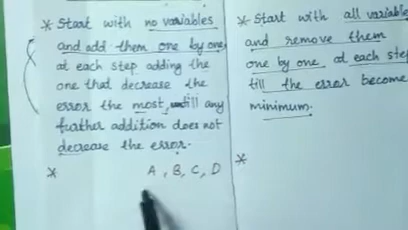 * Start with no variables
and add them one by one,
at each step adding the
one that decrease the
error the most, until any
further addition does not
decrease the error.
*
A, B, C, D
* Start with all variable
and remove them
one by one, at each step
till the error become
minimum.
*